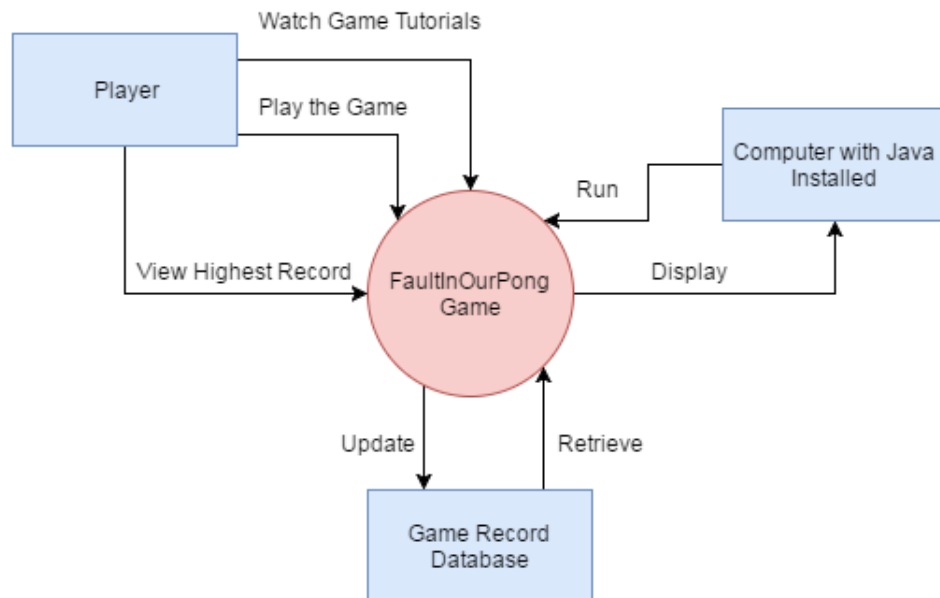 Watch Game Tutorials
Player
Play the Game
Computer with Java
Installed
Run
View Highest Record
FaultInOurPong
Game
Display
Update
Retrieve
Game Record
Database